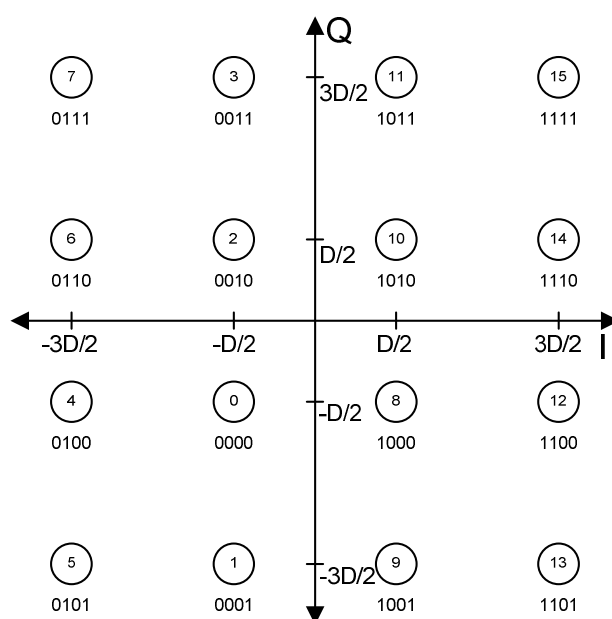 Q
7 3 11 15
3D/2
0111 0011 1011 1111
6 2 10 14
D/2
0110 0010 1010 1110
-3D/2 -D/2 D/2 3D/2 I
4 0 8 12
-D/2
0100 0000 1000 1100
5 1 9 13
-3D/2
0101 0001 1001 1101